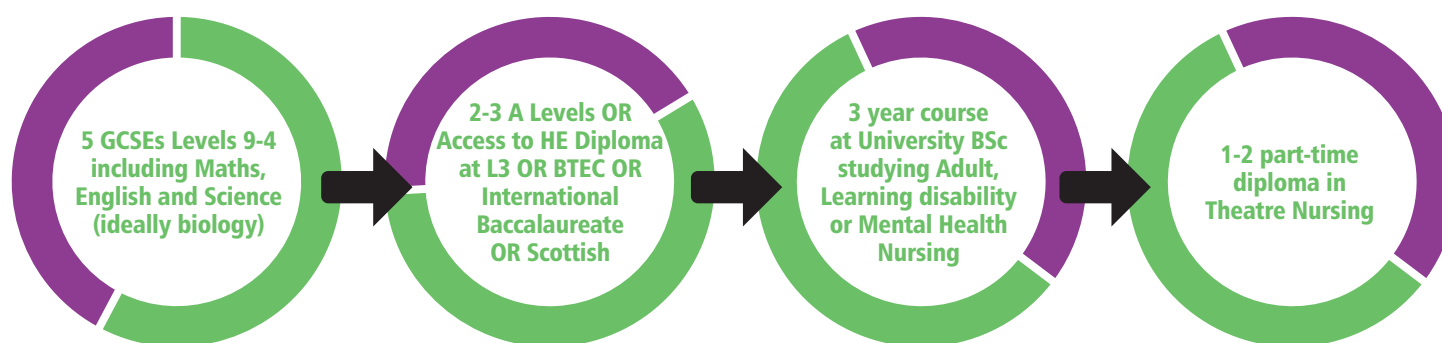 5 GCSEs Levels 9-4
including Maths,
English and Science
(ideally biology)
2-3 A Levels OR
Access to HE Diploma
at L3 OR BTEC OR
International
Baccalaureate
OR Scottish
3 year course
at University BSc
studying Adult,
Learning disability
or Mental Health
Nursing
1-2 part-time
diploma in
Theatre Nursing